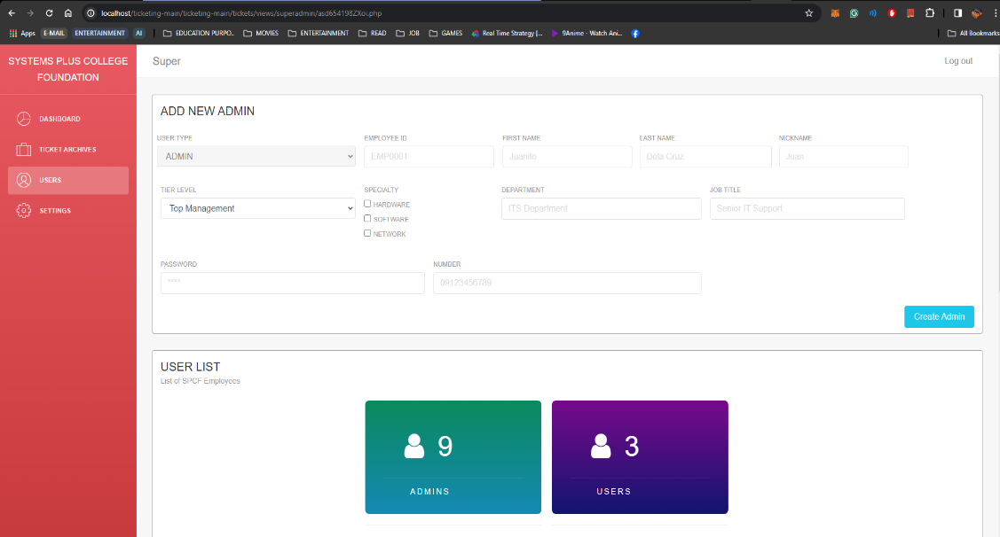 localhost/ticketing-main/ticketing-main/tickets/views/superadmin/asd654198ZXoi.php
Apps E-MAIL ENTERTAINMENT AI EDUCATION PURPO... MOVIES ENTERTAINMENT READ JOB GAMES Real Time Strategy [... 9Anime - Watch Ani... All Bookmarks
SYSTEMS PLUS COLLEGE
FOUNDATION
DASHBOARD
TICKET ARCHIVES
USERS
SETTINGS
Super
Log out
ADD NEW ADMIN
USER TYPE EMPLOYEE ID FIRST NAME LAST NAME NICKNAME
ADMIN EMP0001 Juanito Dela Cruz Juan
TIER LEVEL SPECIALTY DEPARTMENT JOB TITLE
Top Management HARDWARE ITS Department Senior IT Support
SOFTWARE
NETWORK
PASSWORD NUMBER
**** 09123456789
Create Admin
USER LIST
List of SPCF Employees
9 3
ADMINS USERS